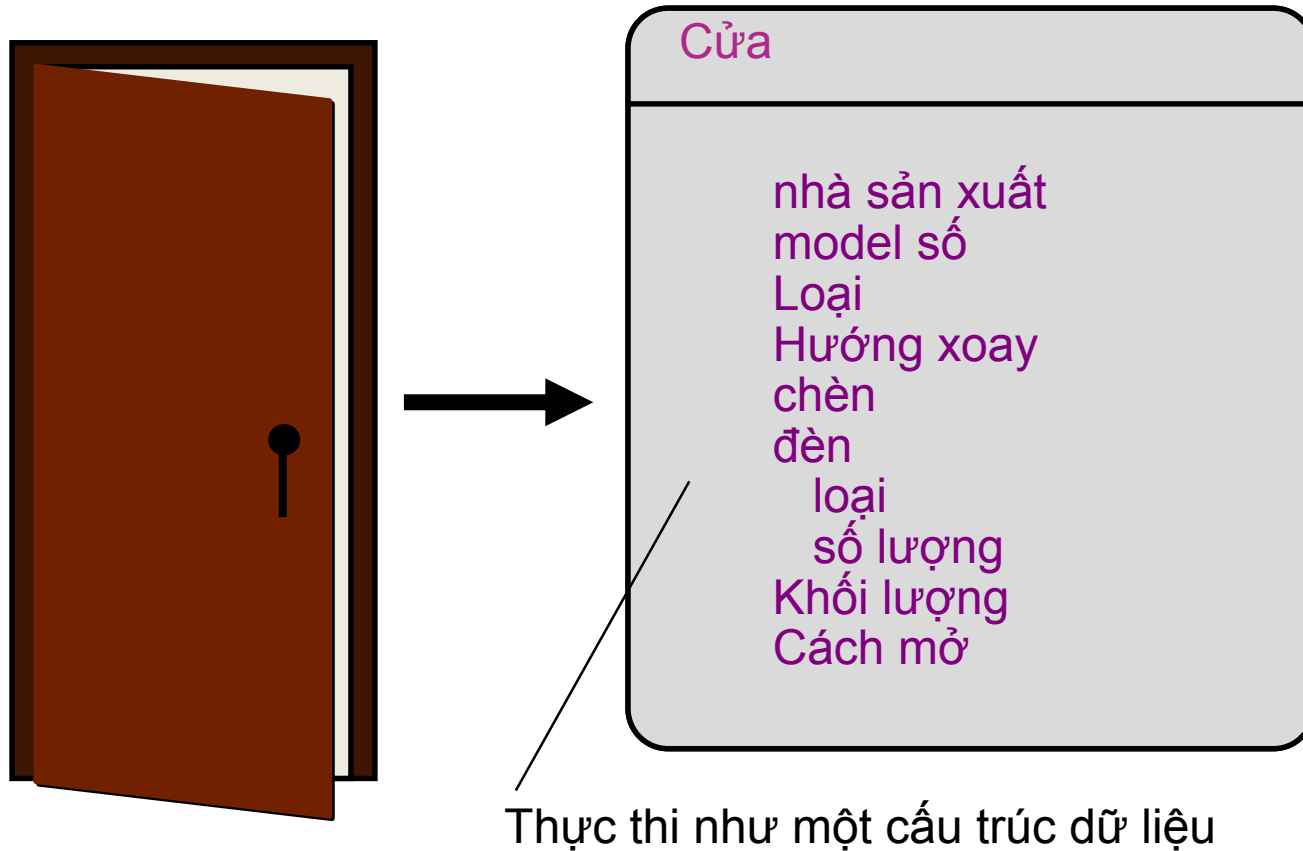 Cửa
nhà sản xuất
model số
Loại
Hướng xoay
chèn
đèn
loại
số lượng
Khối lượng
Cách mở
Thực thi như một cấu trúc dữ liệu